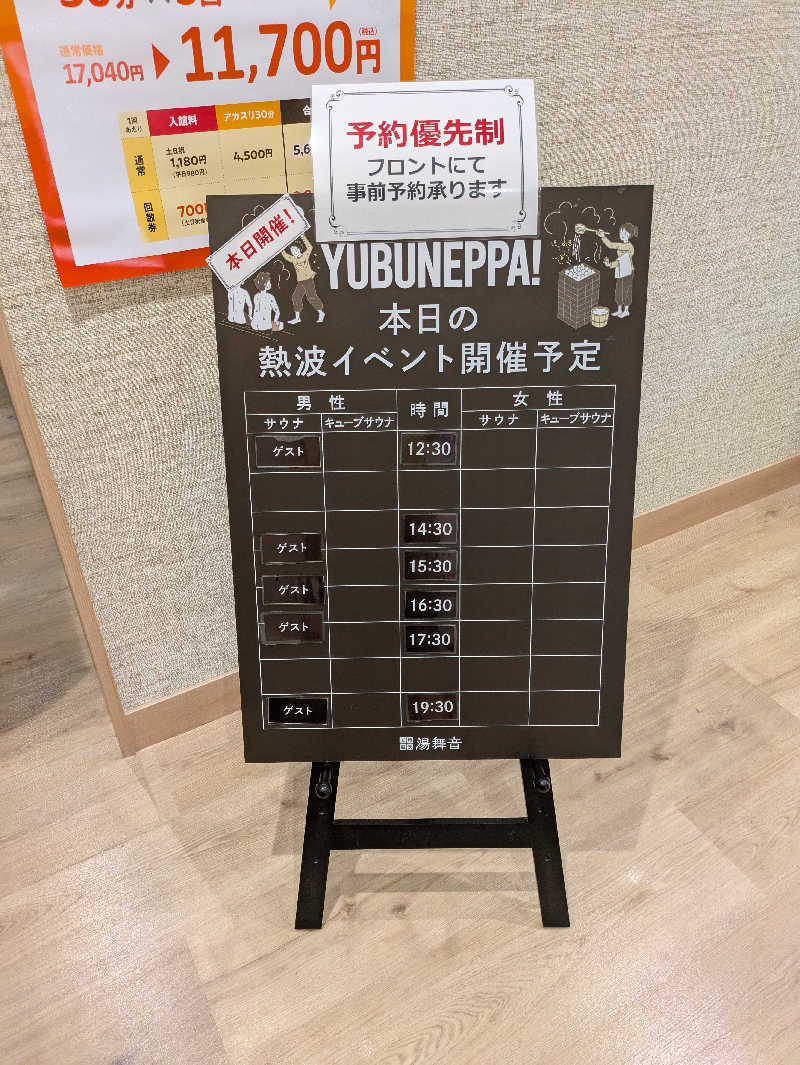 通常価格
17,040円 ▶ 11,700円
(税込)
1回あたり 入館料 アカスリ30分
通常 土日祝 1,180円 (平日980円) 4,500円
回数券
予約優先制
フロントにて
事前予約承ります
本日開催!
YUBUNEPPA!
本日の
熱波イベント開催予定
男性 時間 女性
サウナ キューブサウナ サウナ キューブサウナ
ゲスト 12:30
14:30
ゲスト
15:30
ゲスト 16:30
ゲスト 17:30
ゲスト 19:30
湯舞音